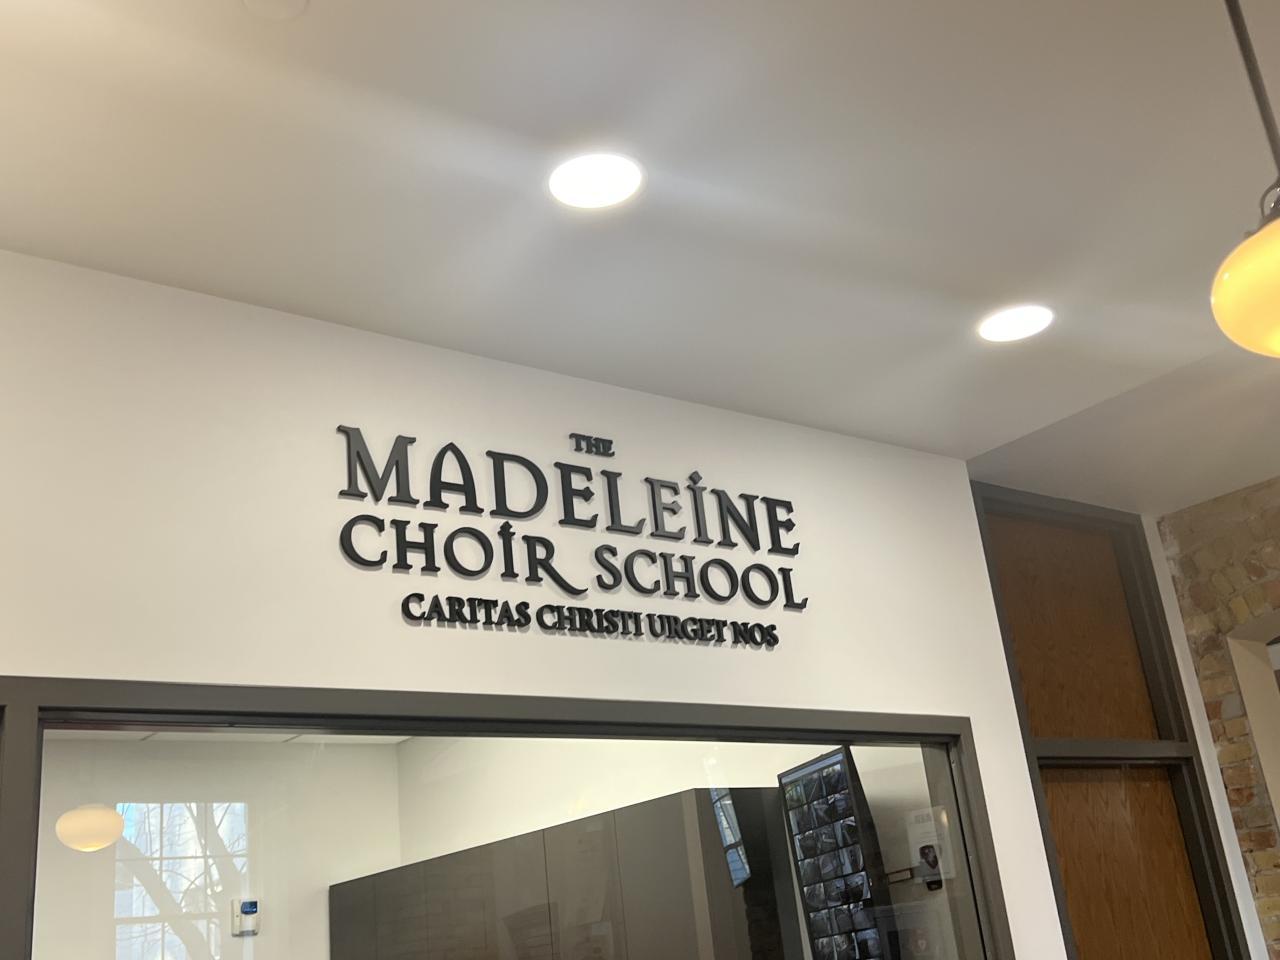 THE
MADELEINE
CHOIR SCHOOL
CARITAS CHRISTI URGET NOS